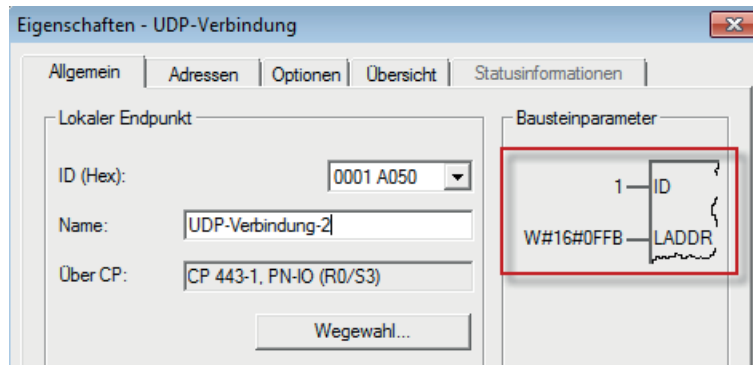 Eigenschaften - UDP-Verbindung
Allgemein Adressen Optionen Übersicht Statusinformationen
Lokaler Endpunkt
Bausteinparameter
ID (Hex): 0001 A050
1 ID
Name: UDP-Verbindung-2
W#16#0FFB LADDR
Über CP: CP 443-1, PN-IO (R0/S3)
Wegewahl...